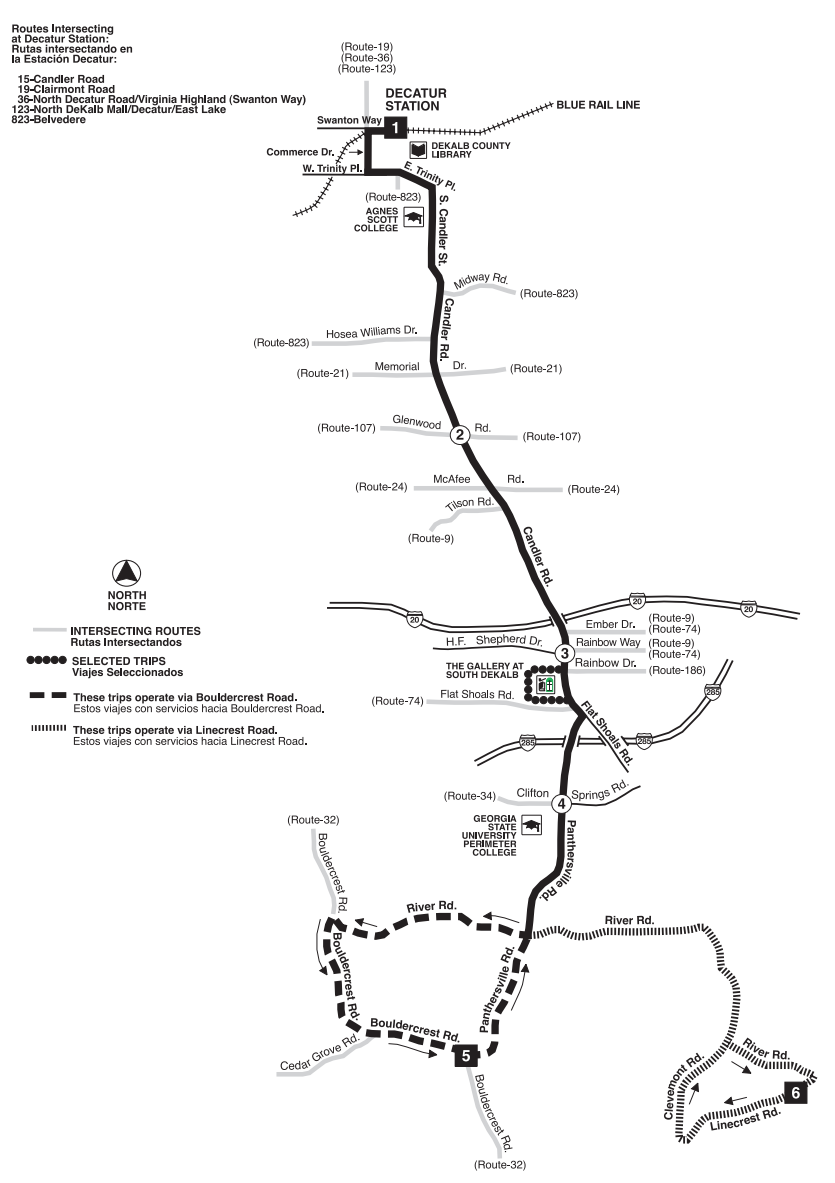 Routes Intersecting
at Decatur Station:
Rutas intersectando en
la Estación Decatur:
15-Candler Road
19-Clairmont Road
36-North Decatur Road/Virginia Highland (Swanton Way)
123-North DeKalb Mall/Decatur/East Lake
823-Belvedere
(Route-19)
(Route-36)
(Route-123)
DECATUR
STATION
BLUE RAIL LINE
Swanton Way
1
Commerce Dr.
DEKALB COUNTY
LIBRARY
W. Trinity Pl.
E. Trinity Pl.
(Route-823)
AGNES
SCOTT
COLLEGE
S. Candler St.
Midway Rd.
(Route-823)
Candler Rd.
Hosea Williams Dr.
(Route-823)
Memorial Dr.
(Route-21)
(Route-21)
Glenwood Rd.
(Route-107)
2
(Route-107)
McAfee Rd.
(Route-24)
(Route-24)
Tilson Rd.
(Route-9)
Candler Rd.
NORTH
NORTE
INTERSECTING ROUTES
Rutas Intersectandos
SELECTED TRIPS
Viajes Seleccionados
These trips operate via Bouldercrest Road.
Estos viajes con servicios hacia Bouldercrest Road.
These trips operate via Linecrest Road.
Estos viajes con servicios hacia Linecrest Road.
20
20
20
Ember Dr.
(Route-9)
(Route-74)
H.F. Shepherd Dr.
3
Rainbow Way
(Route-9)
(Route-74)
Rainbow Dr.
(Route-186)
THE GALLERY AT
SOUTH DEKALB
Flat Shoals Rd.
(Route-74)
Flat Shoals Rd.
285
285
285
(Route-34)
Clifton Springs Rd.
4
GEORGIA
STATE
UNIVERSITY
PERIMETER
COLLEGE
Panthersville Rd.
(Route-32)
Bouldercrest Rd.
River Rd.
River Rd.
Bouldercrest Rd.
Panthersville Rd.
Bouldercrest Rd.
Cedar Grove Rd.
5
Bouldercrest Rd.
(Route-32)
Clevemont Rd.
River Rd.
6
Linecrest Rd.